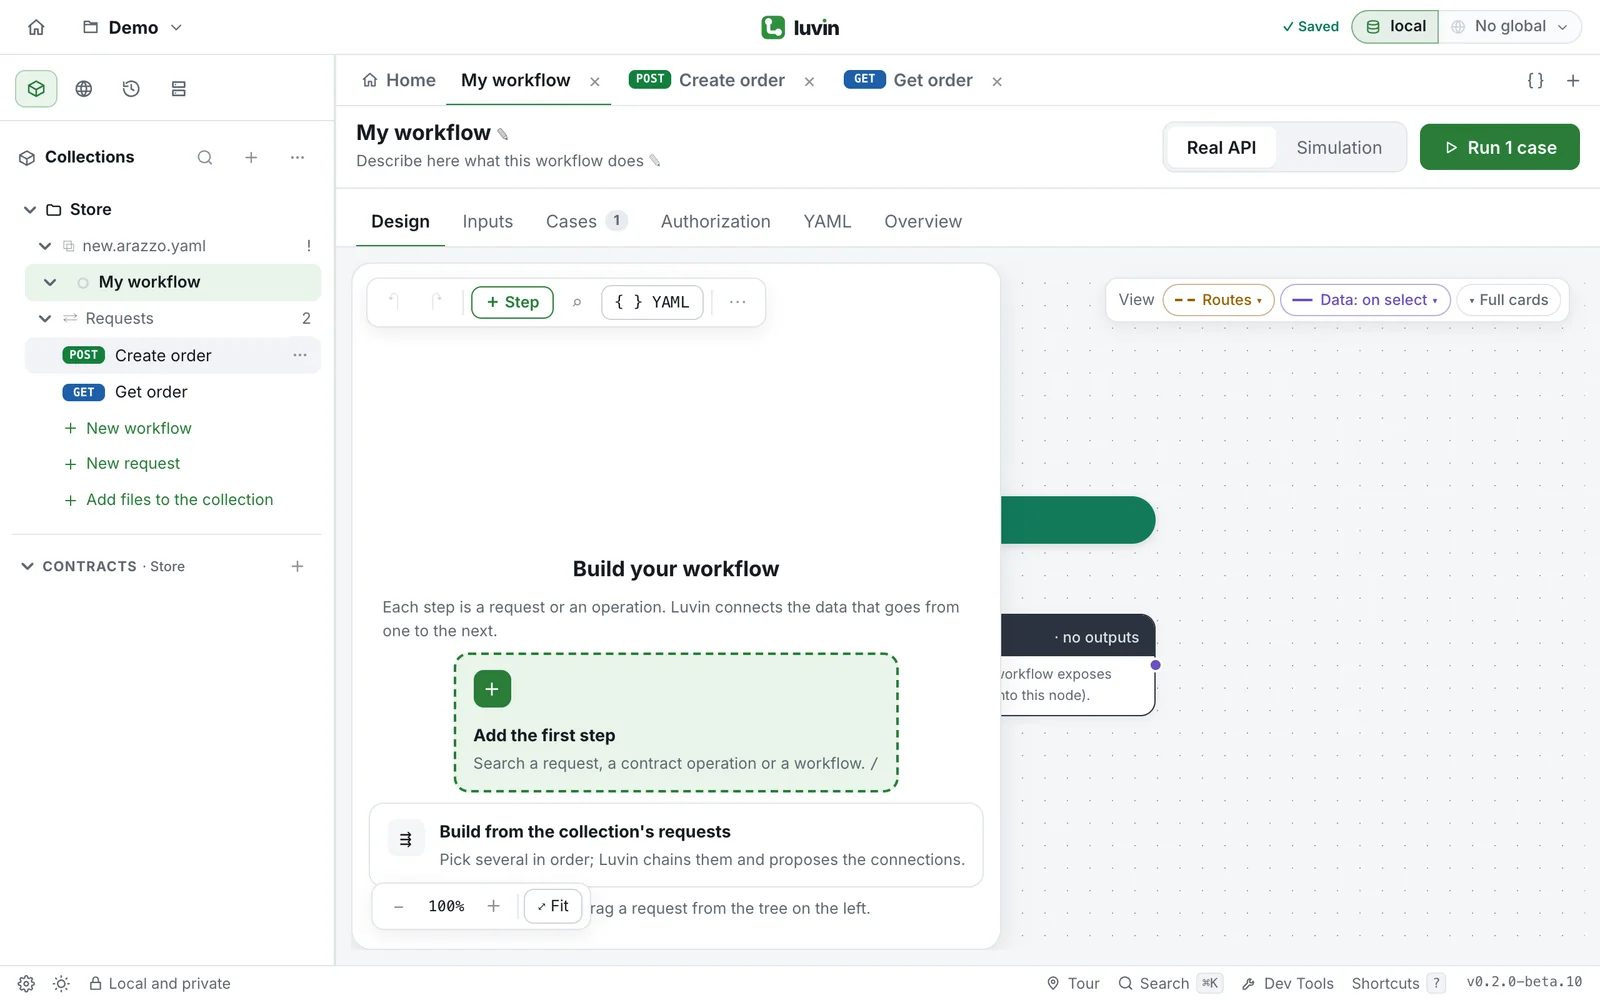 Demo
luvin
Saved
local
No global
Home
My workflow
POST Create order
GET Get order
{ }
Collections
My workflow
Describe here what this workflow does
Real API
Simulation
Run 1 case
Store
new.arazzo.yaml !
My workflow
Requests 2
POST Create order
GET Get order
+ New workflow
+ New request
+ Add files to the collection
CONTRACTS · Store
Design
Inputs
Cases 1
Authorization
YAML
Overview
+ Step
{ } YAML
View
Routes
Data: on select
Full cards
Build your workflow
Each step is a request or an operation. Luvin connects the data that goes from
one to the next.
+
Add the first step
Search a request, a contract operation or a workflow. /
Build from the collection's requests
Pick several in order; Luvin chains them and proposes the connections.
rag a request from the tree on the left.
− 100% +
Fit
· no outputs
workflow exposes
nto this node).
Local and private
Tour
Search ⌘K
Dev Tools
Shortcuts ?
v0.2.0-beta.10